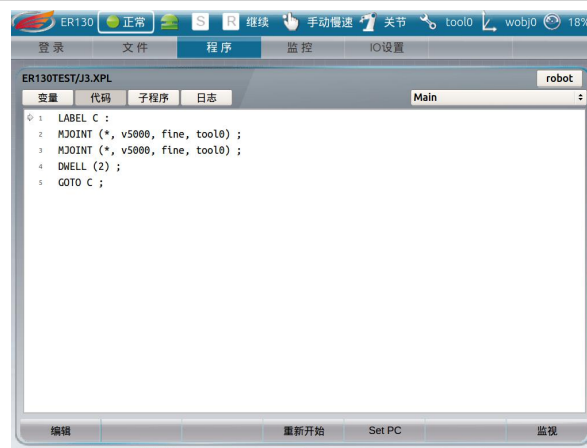 ER130 正常 S R 继续 手动慢速 关节 tool0 wobj0 18%
登录 文件 程序 监控 IO设置
ER130TEST/J3.XPL robot
变量 代码 子程序 日志 Main
1 LABEL C :
2 MJOINT (*, v5000, fine, tool0) ;
3 MJOINT (*, v5000, fine, tool0) ;
4 DWELL (2) ;
5 GOTO C ;
编辑 重新开始 Set PC 监视